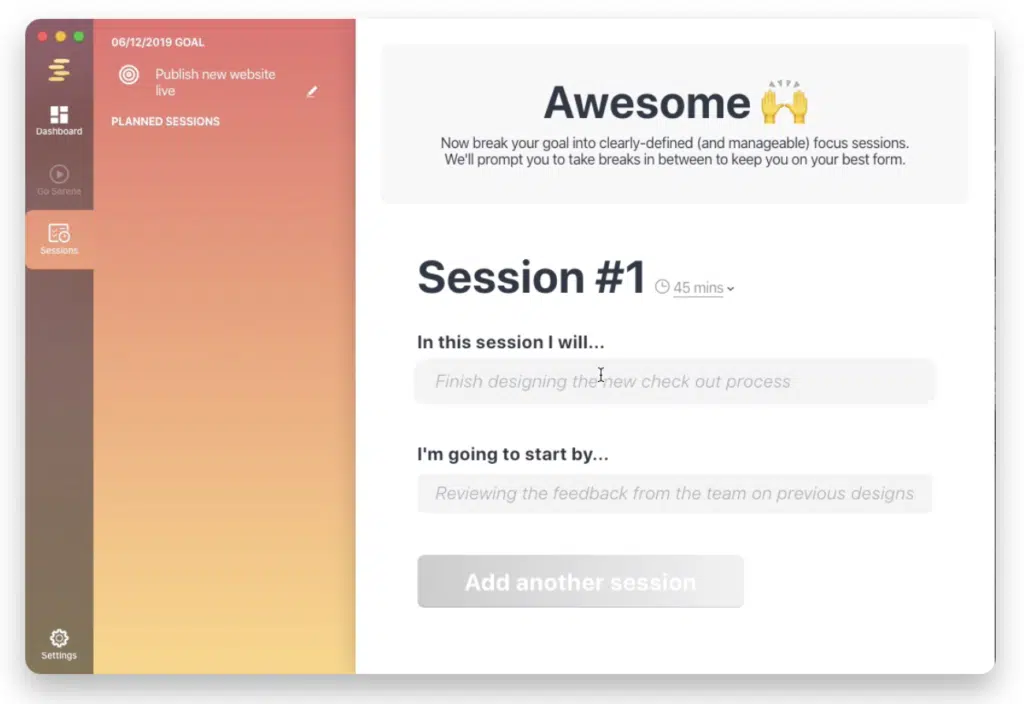 Dashboard
Go Serene
Sessions
Settings
06/12/2019 GOAL
Publish new website
live
PLANNED SESSIONS
Awesome 🙌
Now break your goal into clearly-defined (and manageable) focus sessions.
We'll prompt you to take breaks in between to keep you on your best form.
Session #1 45 mins
In this session I will...
Finish designing the new check out process
I'm going to start by...
Reviewing the feedback from the team on previous designs
Add another session